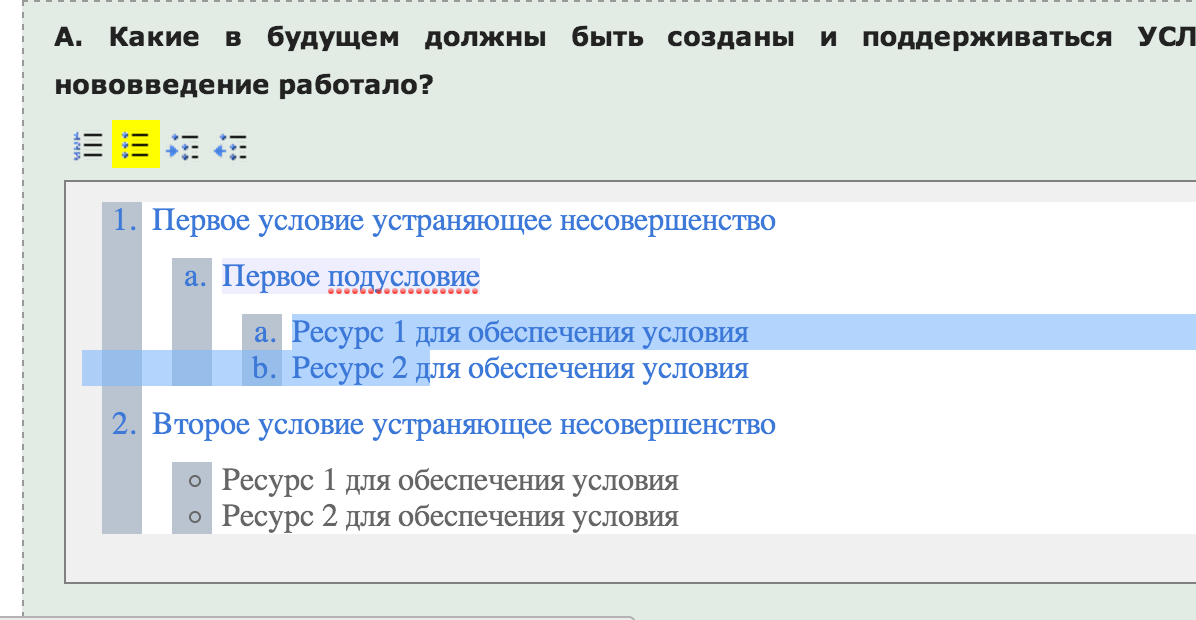 А. Какие в будущем должны быть созданы и поддерживаться
нововведение работало?
1. Первое условие устраняющее несовершенство
a. Первое подусловие
a. Ресурс 1 для обеспечения условия
b. Ресурс 2 для обеспечения условия
2. Второе условие устраняющее несовершенство
Ресурс 1 для обеспечения условия
Ресурс 2 для обеспечения условия